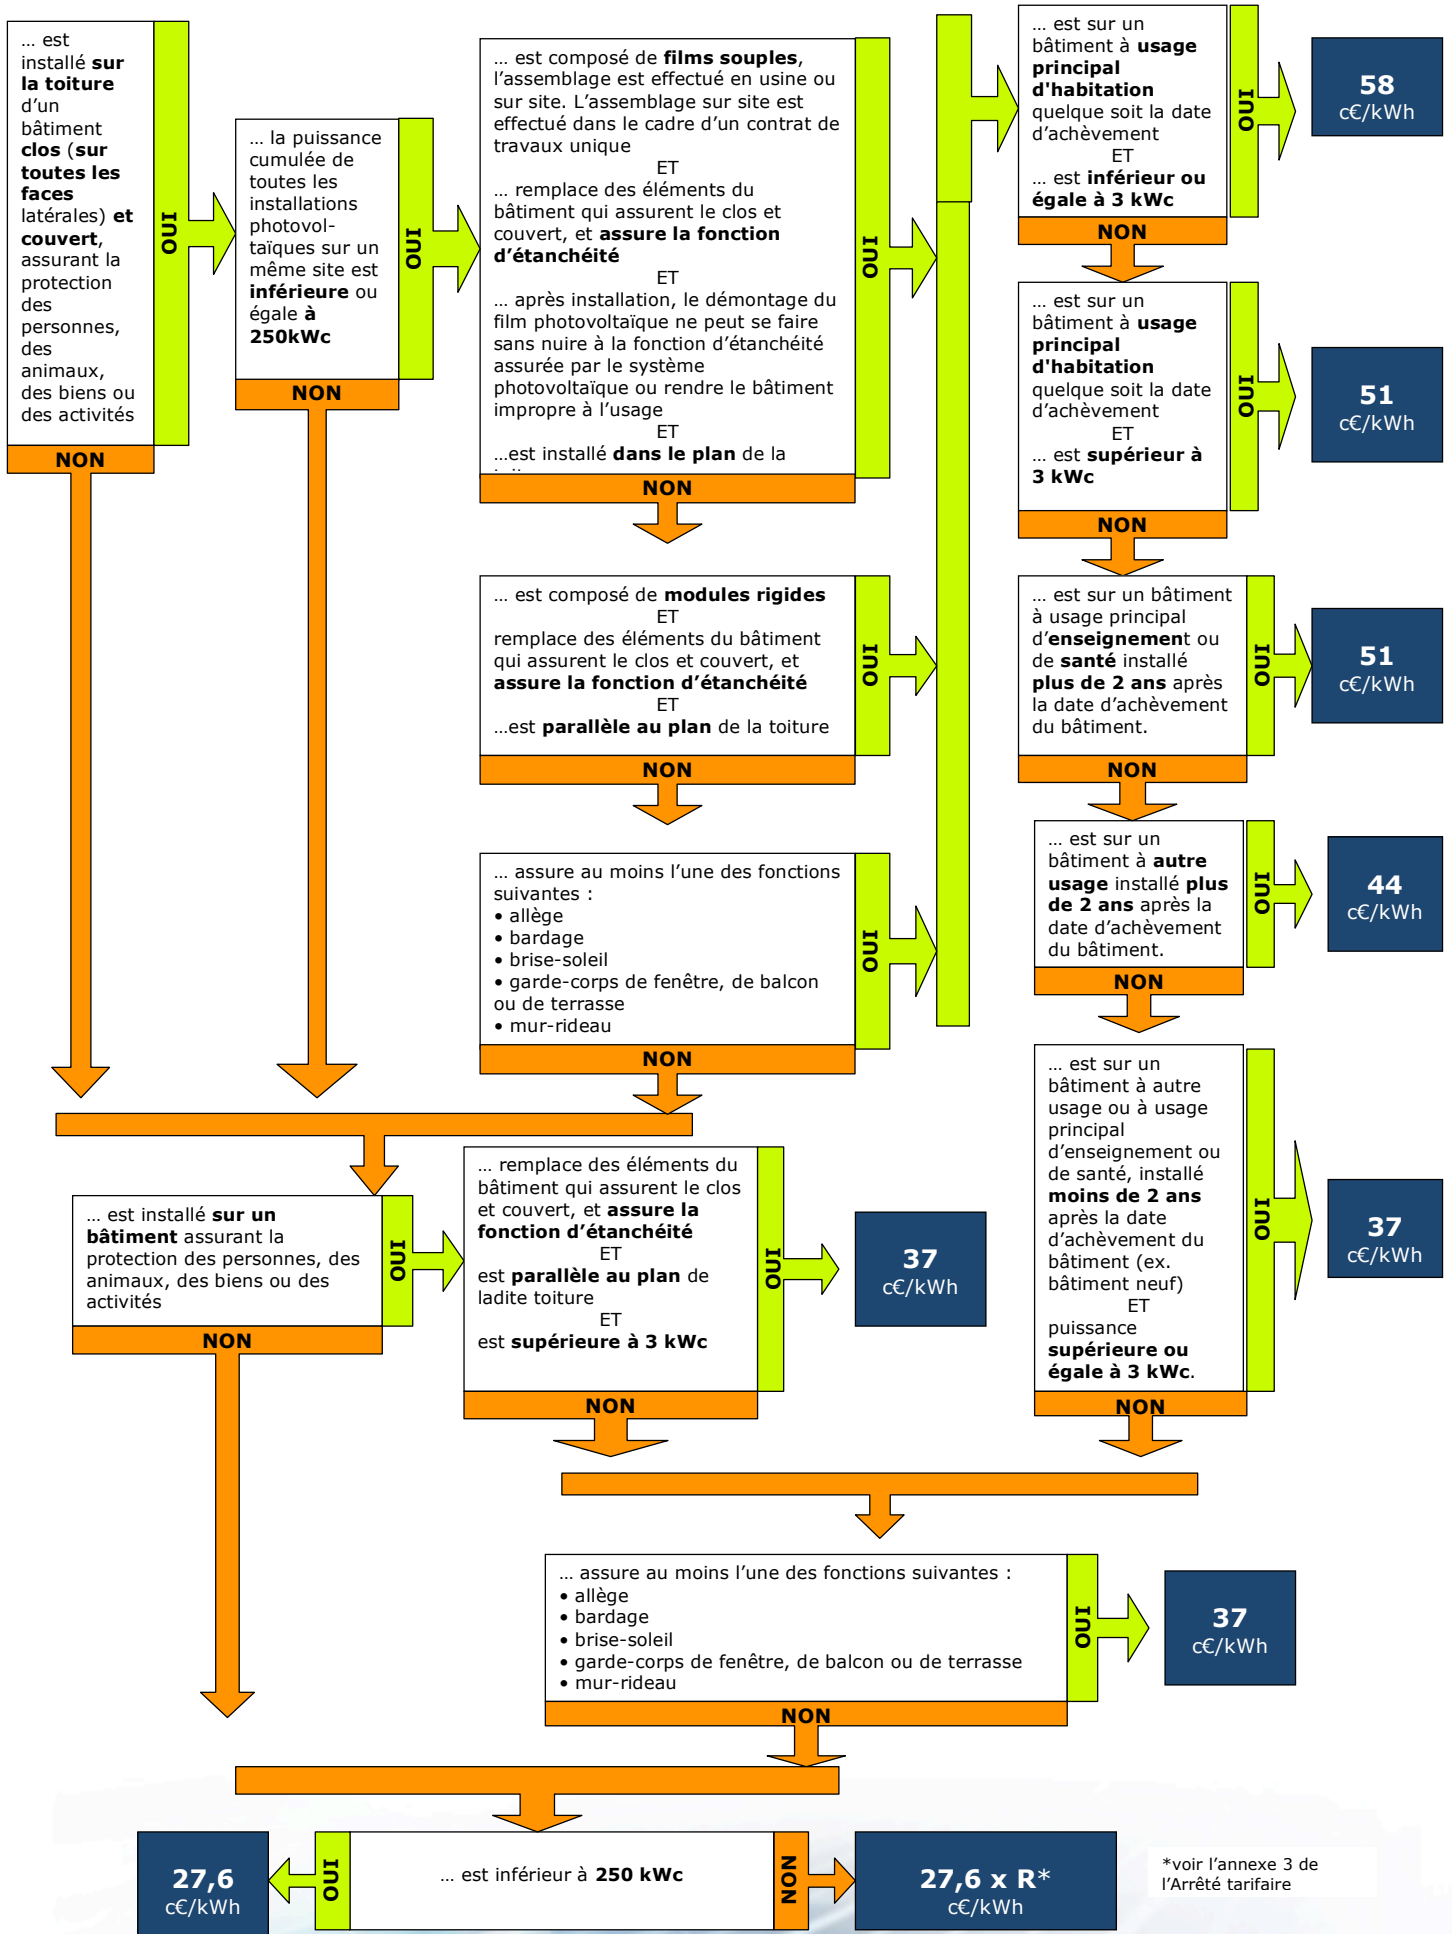 … est
installé sur
la toiture
d'un
bâtiment
clos (sur
toutes les
faces
latérales) et
couvert,
assurant la
protection
des
personnes,
des
animaux,
des biens ou
des activités
OUI
NON
… la puissance
cumulée de
toutes les
installations
photovol-
taïques sur un
même site est
inférieure ou
égale à
250kWc
OUI
NON
… est composé de films souples,
l'assemblage est effectué en usine ou
sur site. L'assemblage sur site est
effectué dans le cadre d'un contrat de
travaux unique
ET
… remplace des éléments du
bâtiment qui assurent le clos et
couvert, et assure la fonction
d'étanchéité
ET
… après installation, le démontage du
film photovoltaïque ne peut se faire
sans nuire à la fonction d'étanchéité
assurée par le système
photovoltaïque ou rendre le bâtiment
impropre à l'usage
ET
…est installé dans le plan de la
OUI
NON
… est composé de modules rigides
ET
remplace des éléments du bâtiment
qui assurent le clos et couvert, et
assure la fonction d'étanchéité
ET
…est parallèle au plan de la toiture
OUI
NON
… assure au moins l'une des fonctions
suivantes :
• allège
• bardage
• brise-soleil
• garde-corps de fenêtre, de balcon
ou de terrasse
• mur-rideau
OUI
NON
… est sur un
bâtiment à usage
principal
d'habitation
quelque soit la date
d'achèvement
ET
… est inférieur ou
égale à 3 kWc
OUI
58
c€/kWh
NON
… est sur un
bâtiment à usage
principal
d'habitation
quelque soit la date
d'achèvement
ET
… est supérieur à
3 kWc
OUI
51
c€/kWh
NON
… est sur un bâtiment
à usage principal
d'enseignement ou
de santé installé
plus de 2 ans après
la date d'achèvement
du bâtiment.
OUI
51
c€/kWh
NON
… est sur un
bâtiment à autre
usage installé plus
de 2 ans après la
date d'achèvement
du bâtiment.
OUI
44
c€/kWh
NON
… est sur un
bâtiment à autre
usage ou à usage
principal
d'enseignement ou
de santé, installé
moins de 2 ans
après la date
d'achèvement du
bâtiment (ex.
bâtiment neuf)
ET
puissance
supérieure ou
égale à 3 kWc.
OUI
37
c€/kWh
NON
… est installé sur un
bâtiment assurant la
protection des personnes, des
animaux, des biens ou des
activités
OUI
NON
… remplace des éléments du
bâtiment qui assurent le clos
et couvert, et assure la
fonction d'étanchéité
ET
est parallèle au plan de
ladite toiture
ET
est supérieure à 3 kWc
OUI
37
c€/kWh
NON
… assure au moins l'une des fonctions suivantes :
• allège
• bardage
• brise-soleil
• garde-corps de fenêtre, de balcon ou de terrasse
• mur-rideau
OUI
37
c€/kWh
NON
27,6
c€/kWh
OUI
… est inférieur à 250 kWc
NON
27,6 x R*
c€/kWh
*voir l'annexe 3 de
l'Arrêté tarifaire